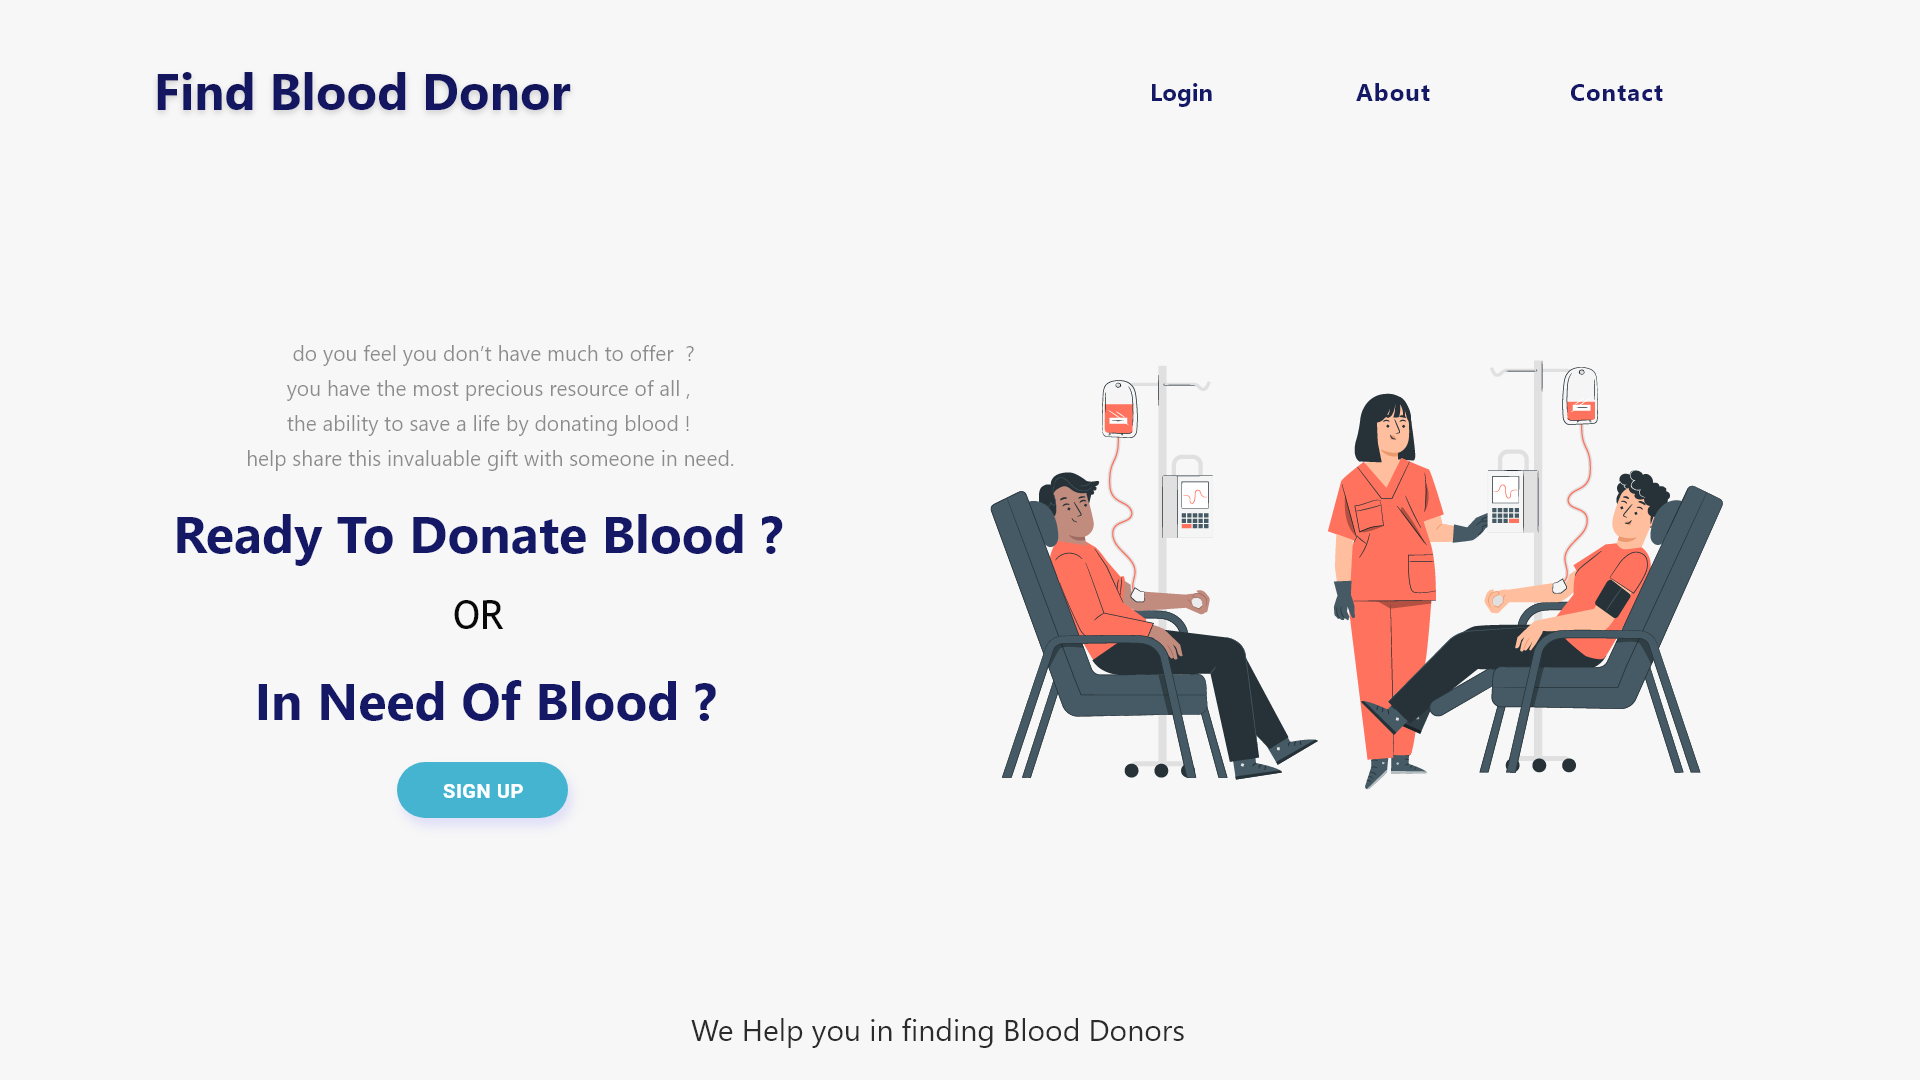 Find Blood Donor
Login
About
Contact
do you feel you don’t have much to offer  ?
you have the most precious resource of all ,
the ability to save a life by donating blood !
help share this invaluable gift with someone in need.
Ready To Donate Blood ?
OR
In Need Of Blood ?
SIGN UP
We Help you in finding Blood Donors